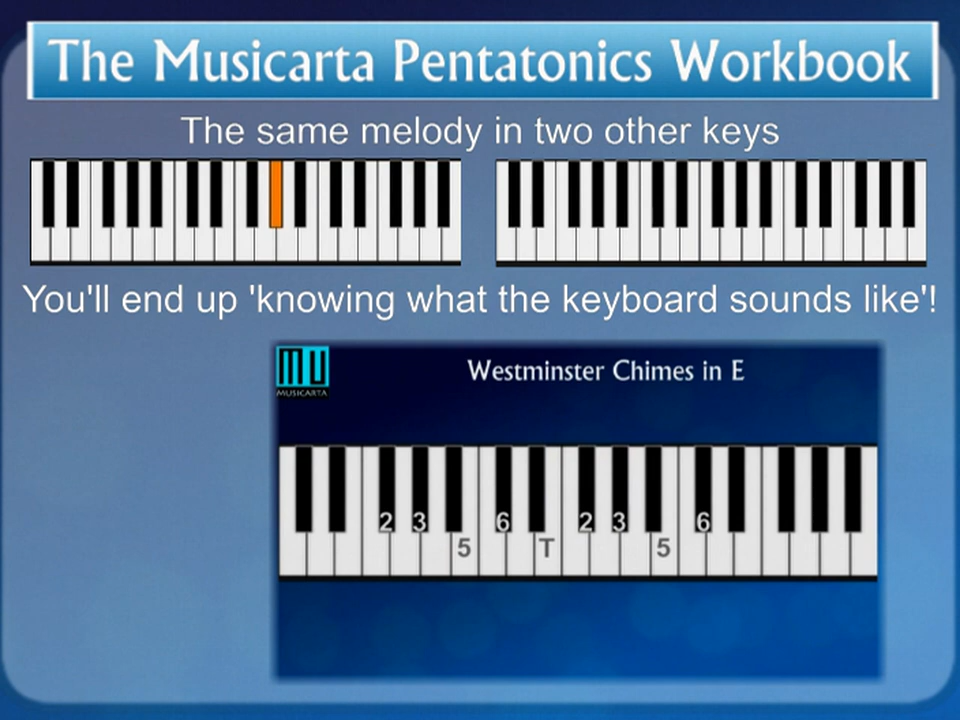 The Musicarta Pentatonics Workbook
The same melody in two other keys
You'll end up 'knowing what the keyboard sounds like'!
MUSICARTA
Westminster Chimes in E
2 3 6 2 3 6
5 T 5